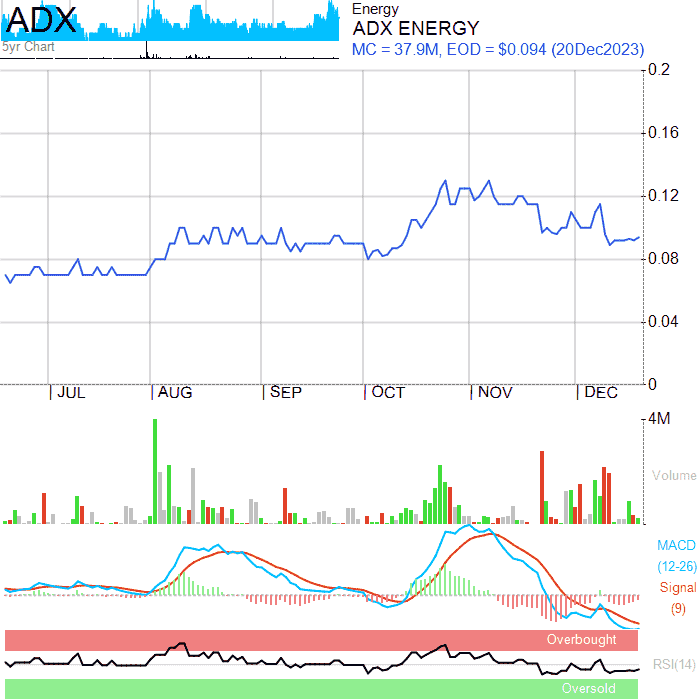 ADX
5yr Chart
Energy
ADX ENERGY
MC = 37.9M, EOD = $0.094 (20Dec2023)
0.2
0.16
0.12
0.08
0.04
0
JUL AUG SEP OCT NOV DEC
4M
Volume
MACD
(12-26)
Signal
(9)
Overbought
RSI(14)
Oversold